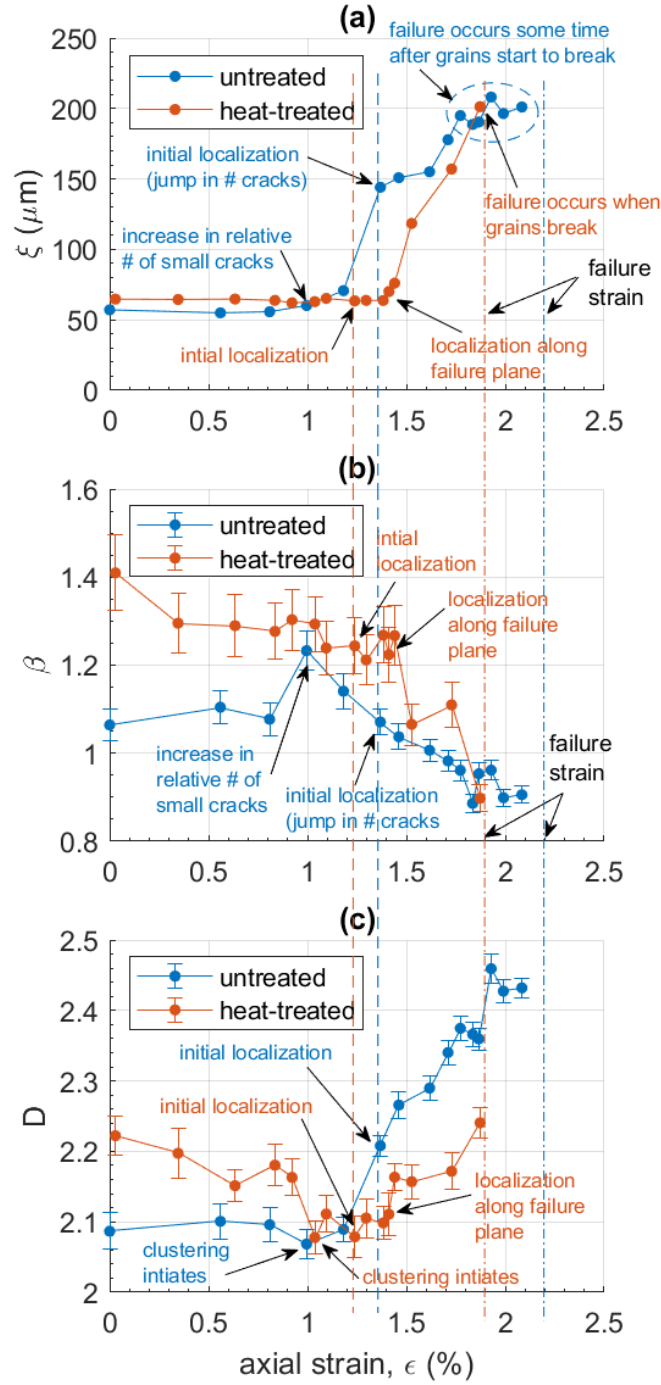 (a)
250
200
150
100
50
0
ξ (μm)
untreated
heat-treated
failure occurs some time
after grains start to break
initial localization
(jump in # cracks)
increase in relative
# of small cracks
failure occurs when
grains break
failure
strain
intial localization
localization along
failure plane
0 0.5 1 1.5 2 2.5
(b)
1.6
1.4
1.2
1
0.8
β
untreated
heat-treated
intial
localization
localization
along failure
plane
increase in
relative # of
small cracks
initial localization
(jump in # cracks
failure
strain
0 0.5 1 1.5 2 2.5
(c)
2.5
2.4
2.3
2.2
2.1
2
D
untreated
heat-treated
initial localization
initial localization
localization
along failure
plane
clustering
intiates
clustering intiates
0 0.5 1 1.5 2 2.5
axial strain, ϵ (%)